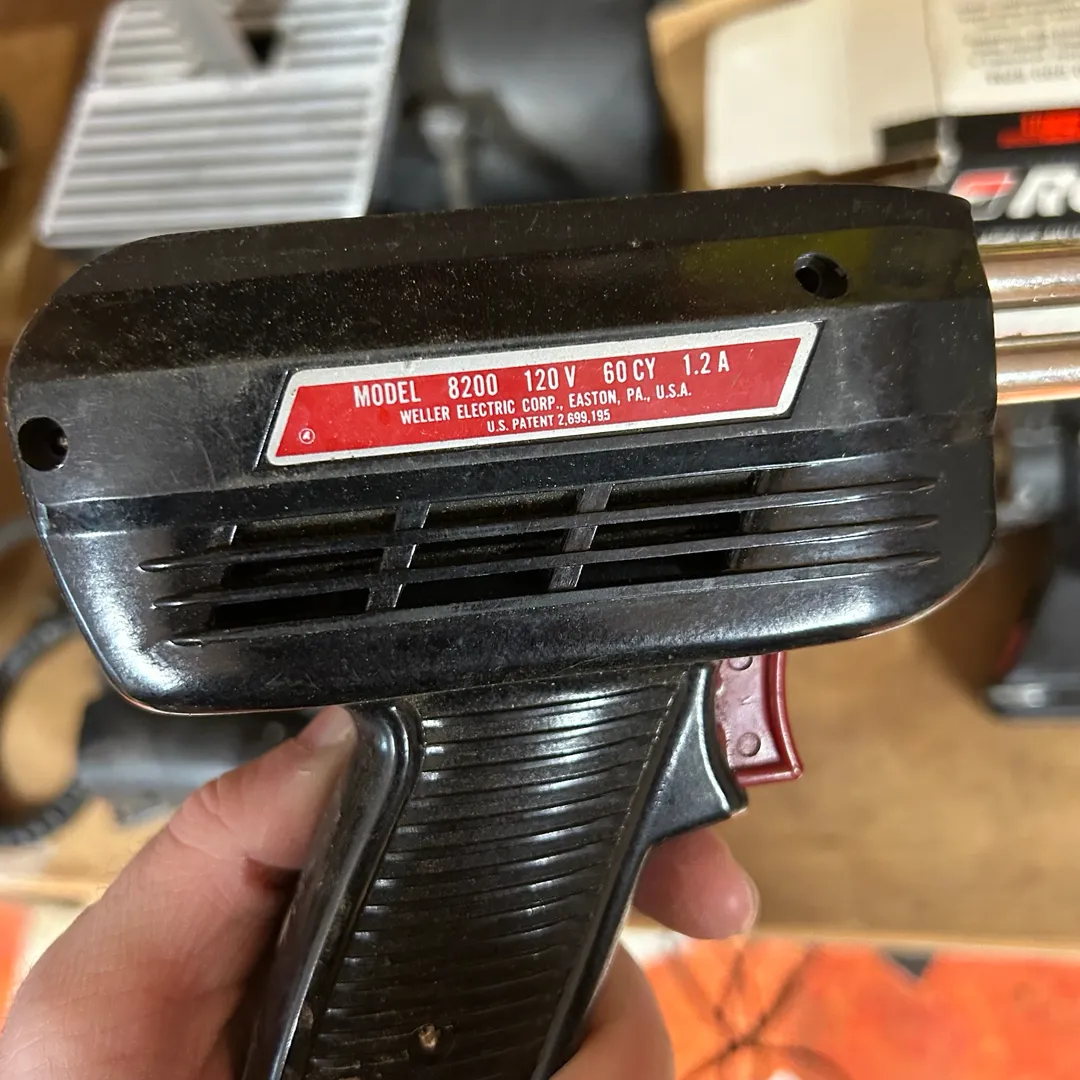 MODEL 8200 120 V 60 CY 1.2 A
WELLER ELECTRIC CORP., EASTON, PA., U.S.A.
U.S. PATENT 2,699,195